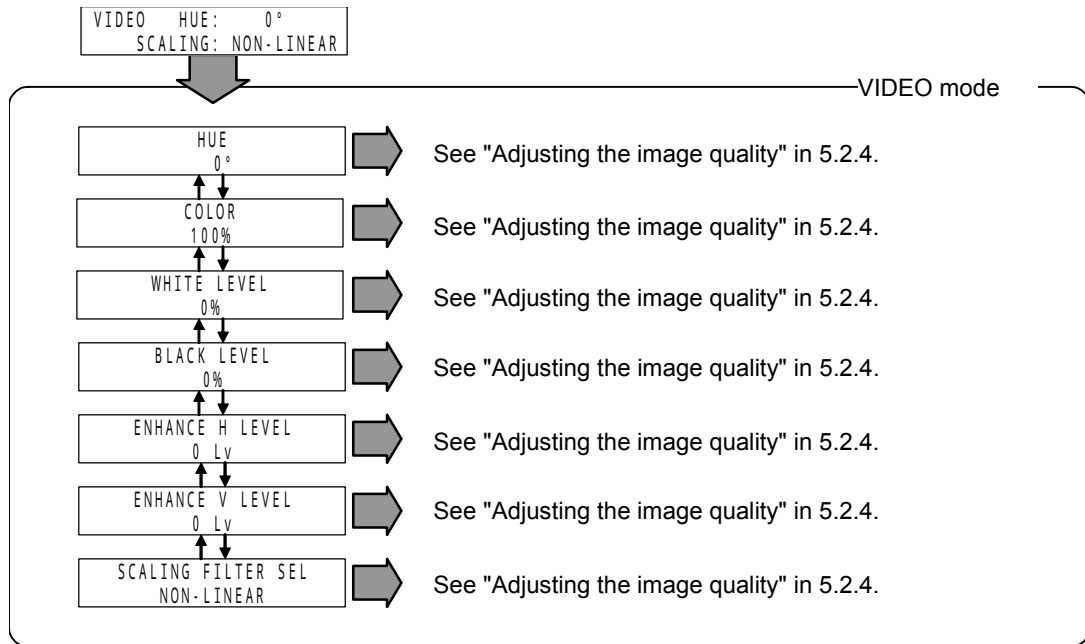 VIDEO HUE: 0°
SCALING: NON-LINEAR
VIDEO mode
HUE
0°
See "Adjusting the image quality" in 5.2.4.
COLOR
100%
See "Adjusting the image quality" in 5.2.4.
WHITE LEVEL
0%
See "Adjusting the image quality" in 5.2.4.
BLACK LEVEL
0%
See "Adjusting the image quality" in 5.2.4.
ENHANCE H LEVEL
0 Lv
See "Adjusting the image quality" in 5.2.4.
ENHANCE V LEVEL
0 Lv
See "Adjusting the image quality" in 5.2.4.
SCALING FILTER SEL
NON-LINEAR
See "Adjusting the image quality" in 5.2.4.